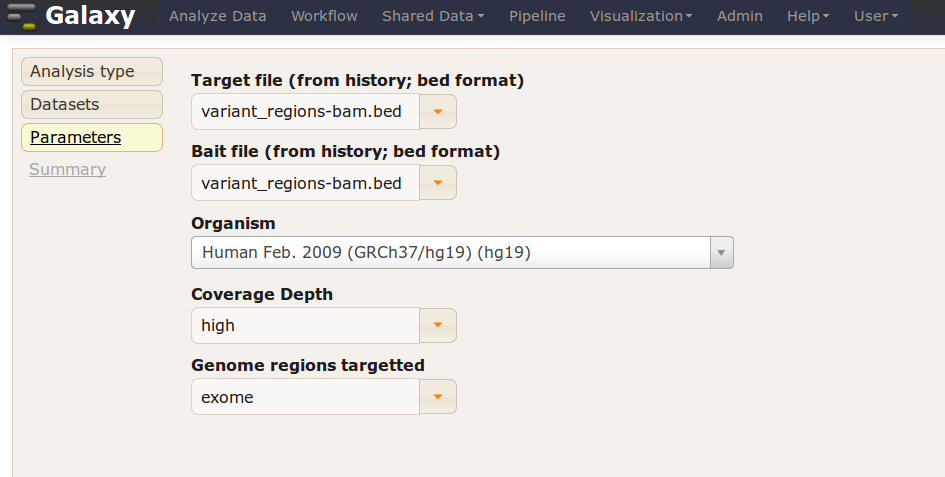 Galaxy Analyze Data Workflow Shared Data Pipeline Visualization Admin Help User
Analysis type
Datasets
Parameters
Summary
Target file (from history; bed format)
variant_regions-bam.bed
Bait file (from history; bed format)
variant_regions-bam.bed
Organism
Human Feb. 2009 (GRCh37/hg19) (hg19)
Coverage Depth
high
Genome regions targetted
exome